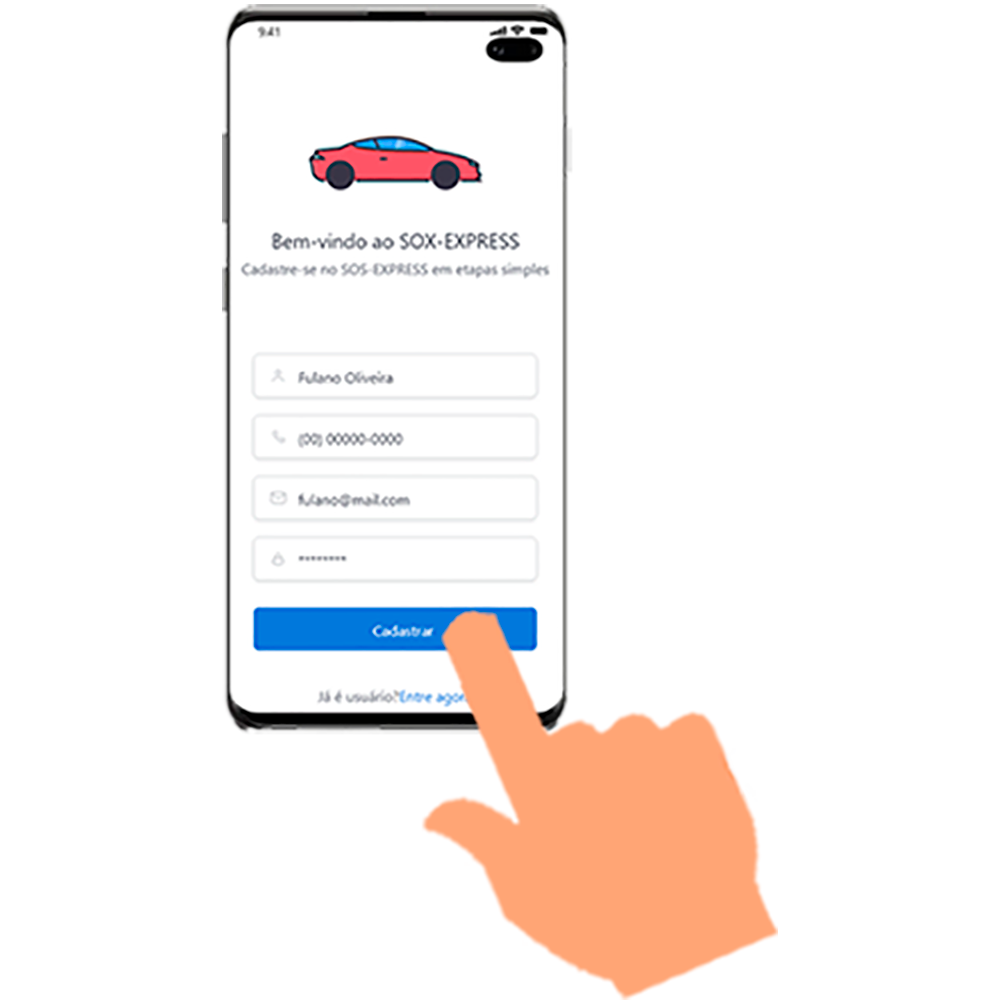 9:41
Bem-vindo ao SOX-EXPRESS
Cadastre-se no SOS-EXPRESS em etapas simples
Fulano Oliveira
(00) 00000-0000
fulano@mail.com
********
Cadastrar
Já é usuário?Entre agor